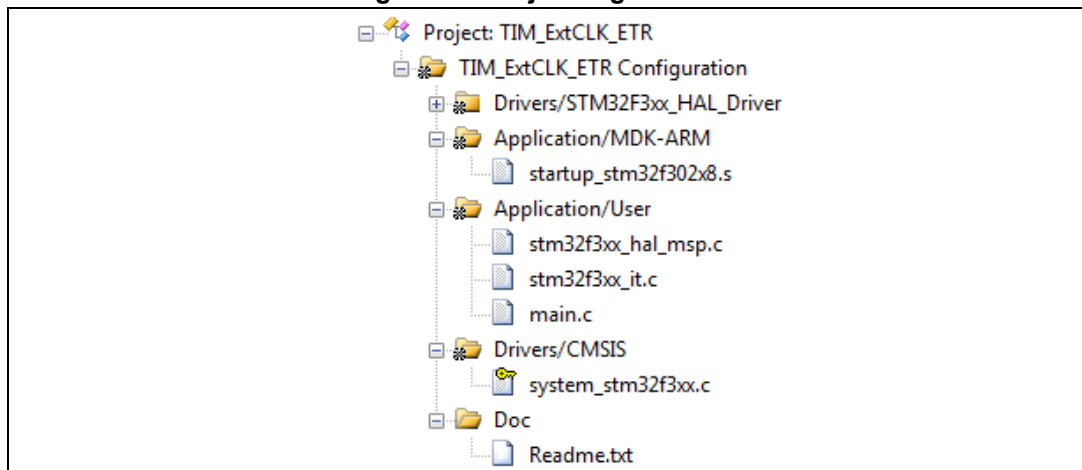 Project: TIM_ExtCLK_ETR
TIM_ExtCLK_ETR Configuration
Drivers/STM32F3xx_HAL_Driver
Application/MDK-ARM
startup_stm32f302x8.s
Application/User
stm32f3xx_hal_msp.c
stm32f3xx_it.c
main.c
Drivers/CMSIS
system_stm32f3xx.c
Doc
Readme.txt